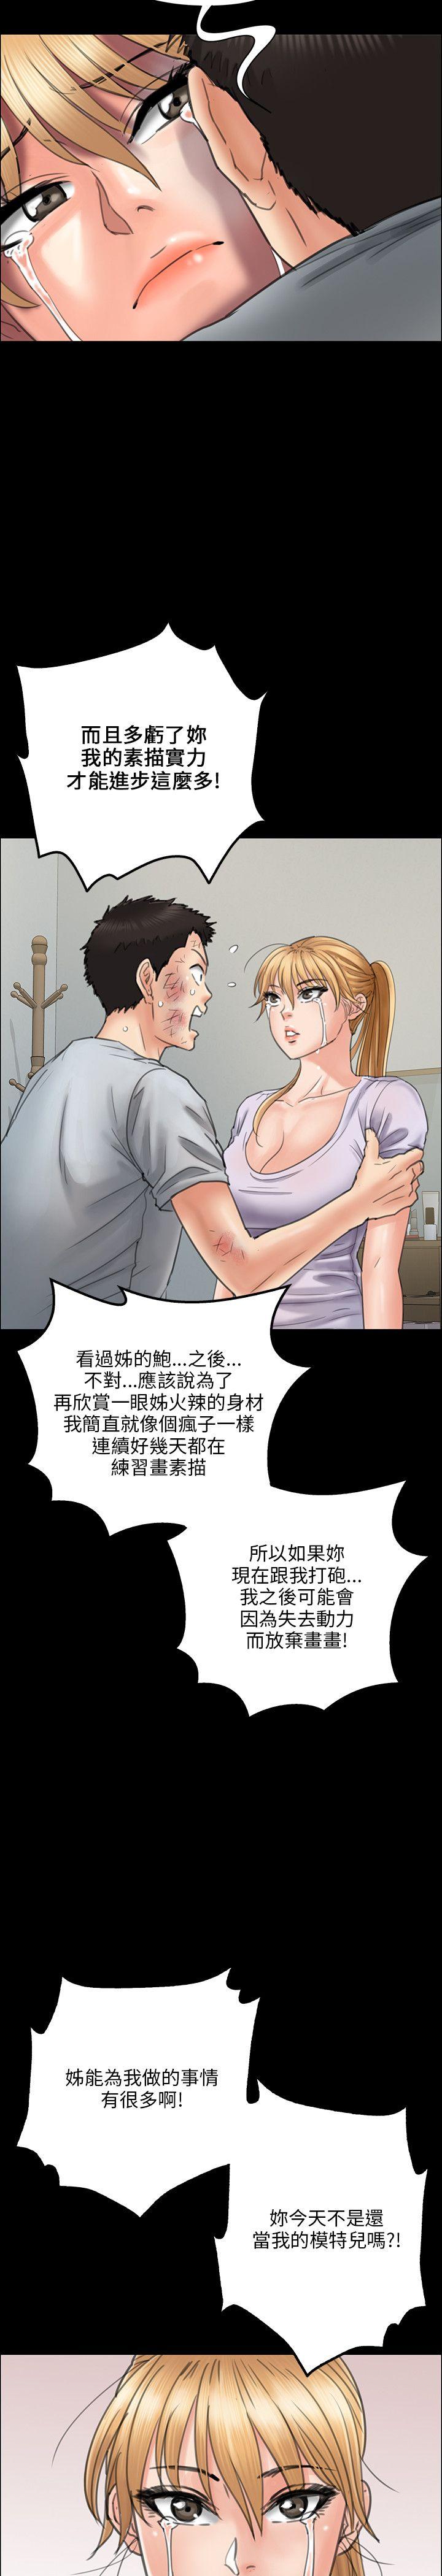 而且多虧了妳
我的素描實力
才能進步這麼多!
看過姊的鮑...之後...
不對...應該說為了
再欣賞一眼姊火辣的身材
我簡直就像個瘋子一樣
連續好幾天都在
練習畫素描
所以如果妳
現在跟我打砲...
我之後可能會
因為失去動力
而放棄畫畫!
姊能為我做的事情
有很多啊!
妳今天不是還
當我的模特兒嗎?!